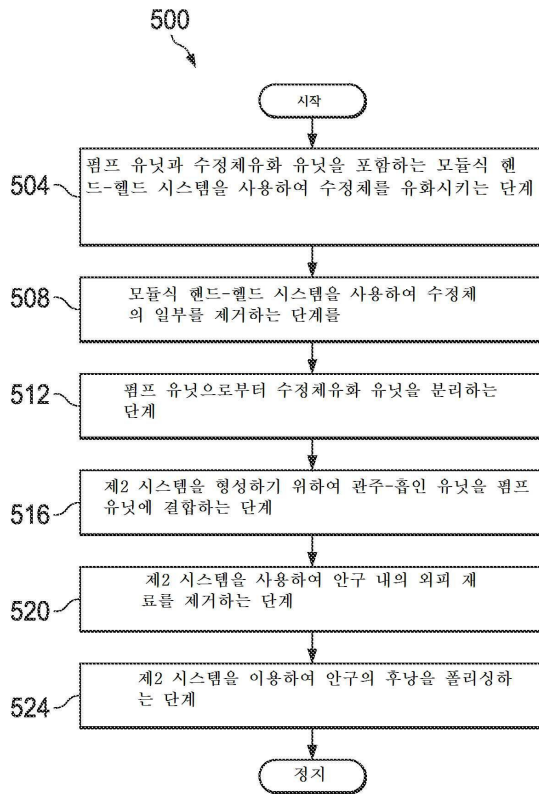 500
시작
504
펌프 유닛과 수정체유화 유닛을 포함하는 모듈식 핸
드-헬드 시스템을 사용하여 수정체를 유화시키는 단계
508
모듈식 핸드-헬드 시스템을 사용하여 수정체
의 일부를 제거하는 단계를
512
펌프 유닛으로부터 수정체유화 유닛을 분리하는
단계
516
제2 시스템을 형성하기 위하여 관주-흡인 유닛을 펌프
유닛에 결합하는 단계
520
제2 시스템을 사용하여 안구 내의 외피 재
료를 제거하는 단계
524
제2 시스템을 이용하여 안구의 후낭을 폴리싱하
는 단계
정지